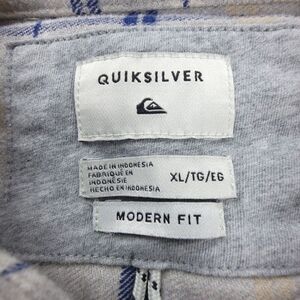 QUIKSILVER
MADE IN INDONESIA
FABRIQUÉ EN
INDONÉSIE
HECHO EN INDONESIA
XL/TG/EG
MODERN FIT